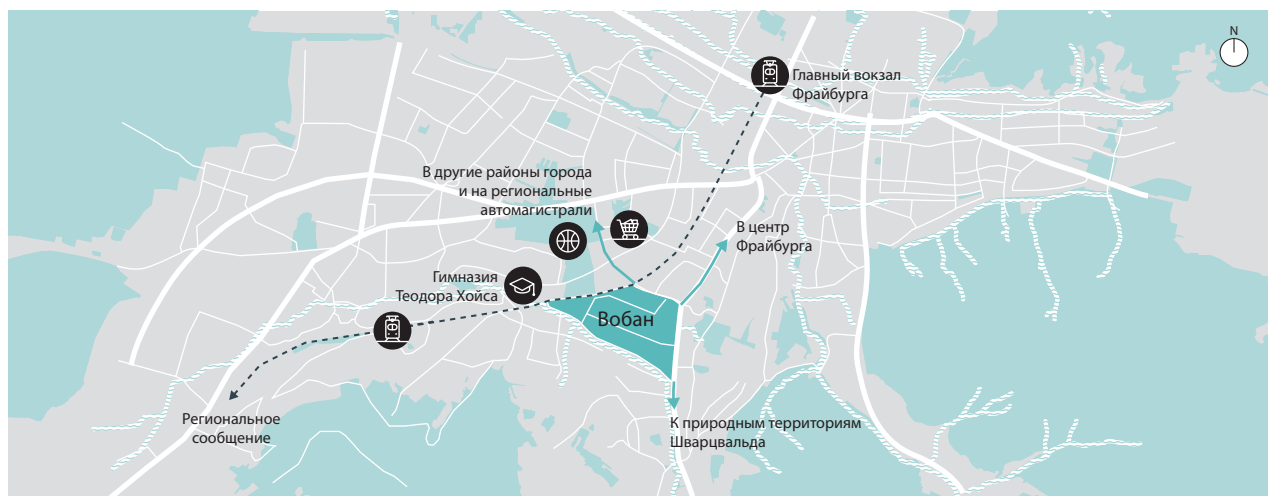 N
Главный вокзал
Фрайбурга
В другие районы города
и на региональные
автомагистрали
В центр
Фрайбурга
Гимназия
Теодора Хойса
Вобан
Региональное
сообщение
К природным территориям
Шварцвальда